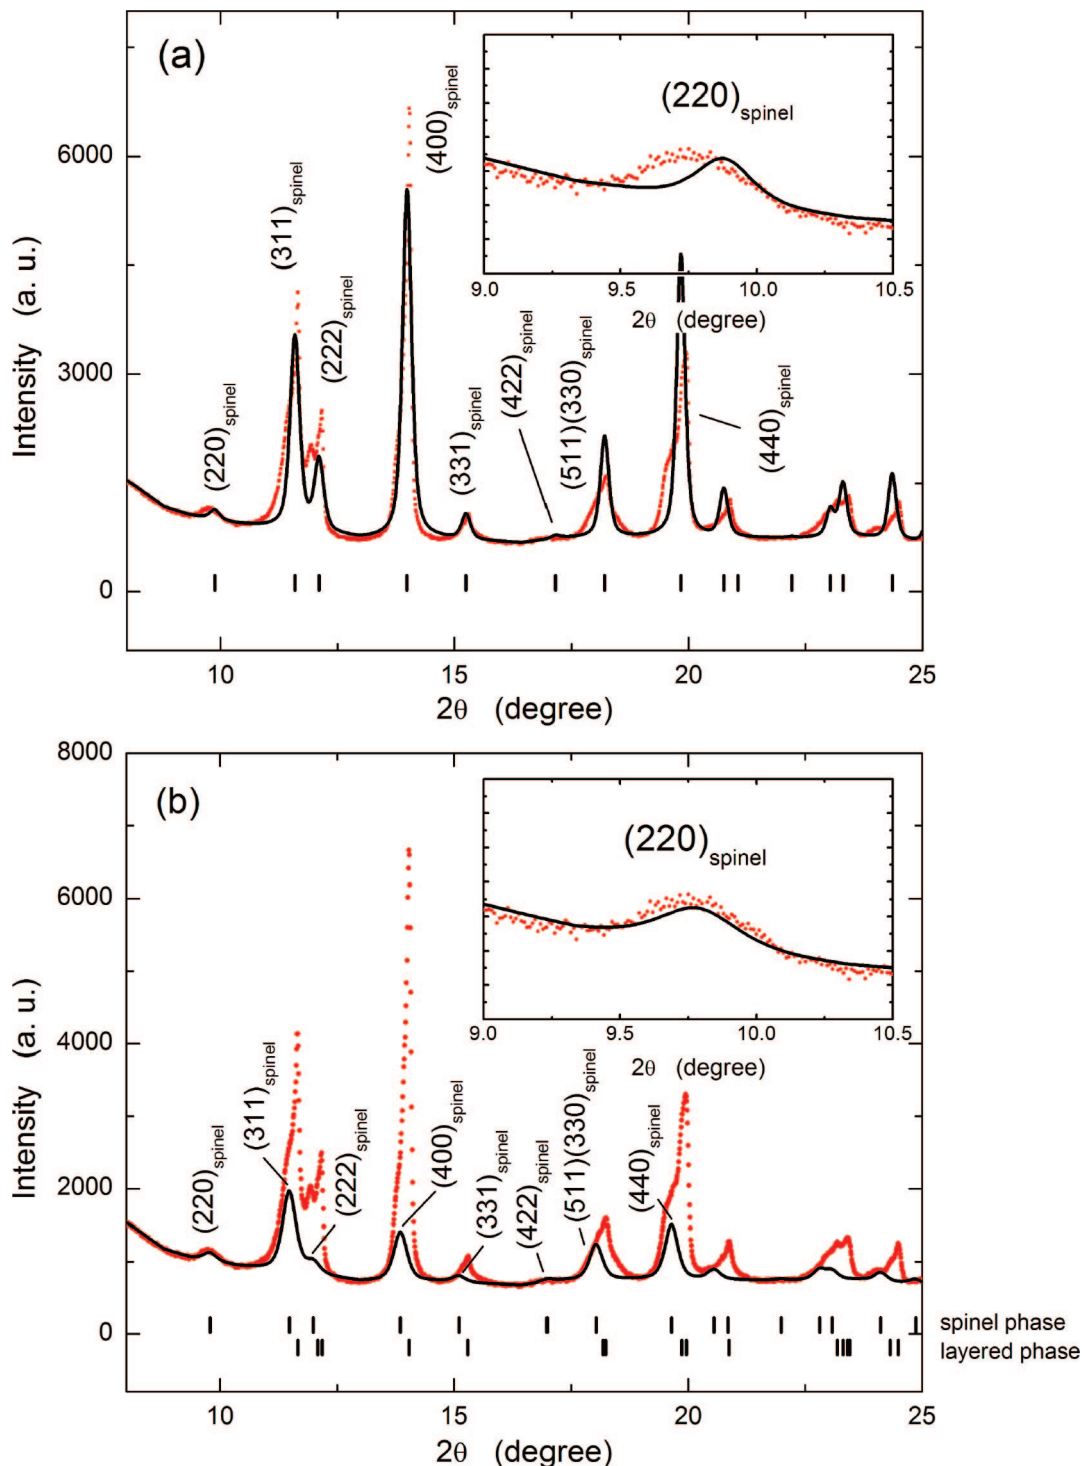 (a)
(220)spinel
(311)spinel
(222)spinel
(400)spinel
(331)spinel
(422)spinel
(511)(330)spinel
(440)spinel
(220)spinel
9.0 9.5 10.0 10.5
2θ (degree)
6000
3000
0
Intensity (a. u.)
10 15 20 25
2θ (degree)
(b)
(220)spinel
(311)spinel
(222)spinel
(400)spinel
(331)spinel
(422)spinel
(511)(330)spinel
(440)spinel
(220)spinel
9.0 9.5 10.0 10.5
2θ (degree)
8000
6000
4000
2000
0
Intensity (a. u.)
spinel phase
layered phase
10 15 20 25
2θ (degree)